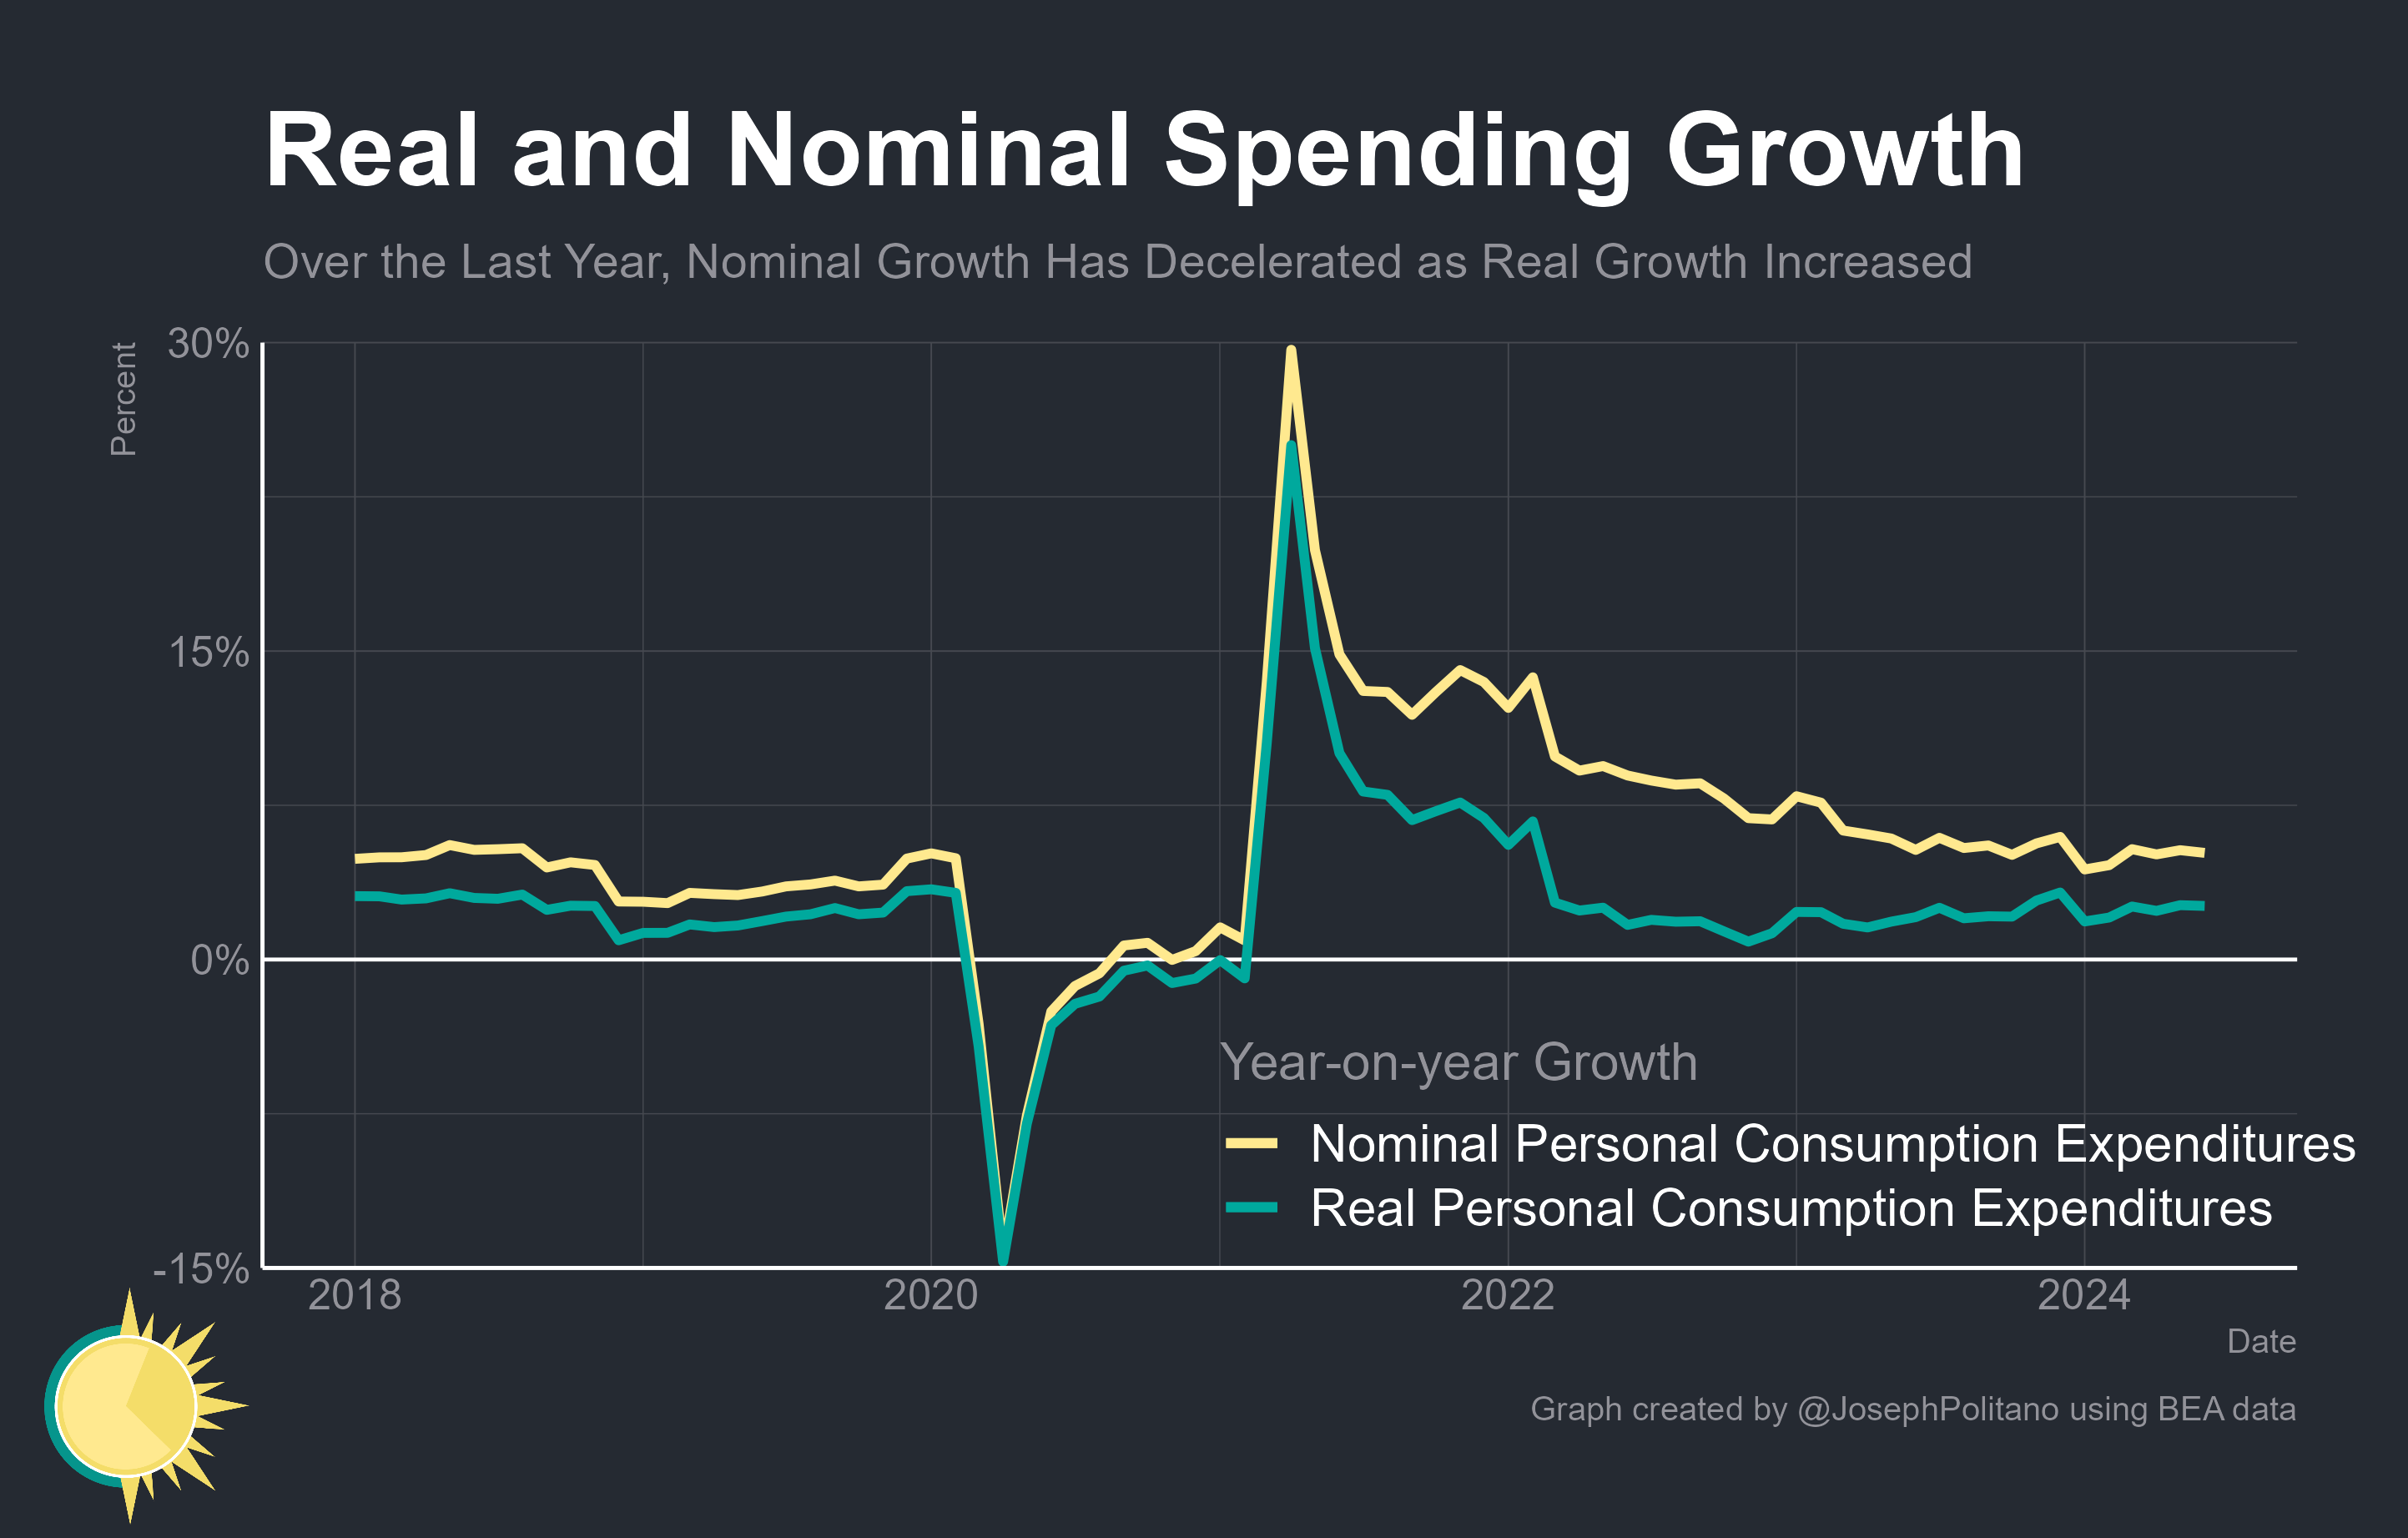 Real and Nominal Spending Growth
Over the Last Year, Nominal Growth Has Decelerated as Real Growth Increased
Percent
30%
15%
0%
-15%
Year-on-year Growth
Nominal Personal Consumption Expenditures
Real Personal Consumption Expenditures
2018
2020
2022
2024
Date
Graph created by @JosephPolitano using BEA data